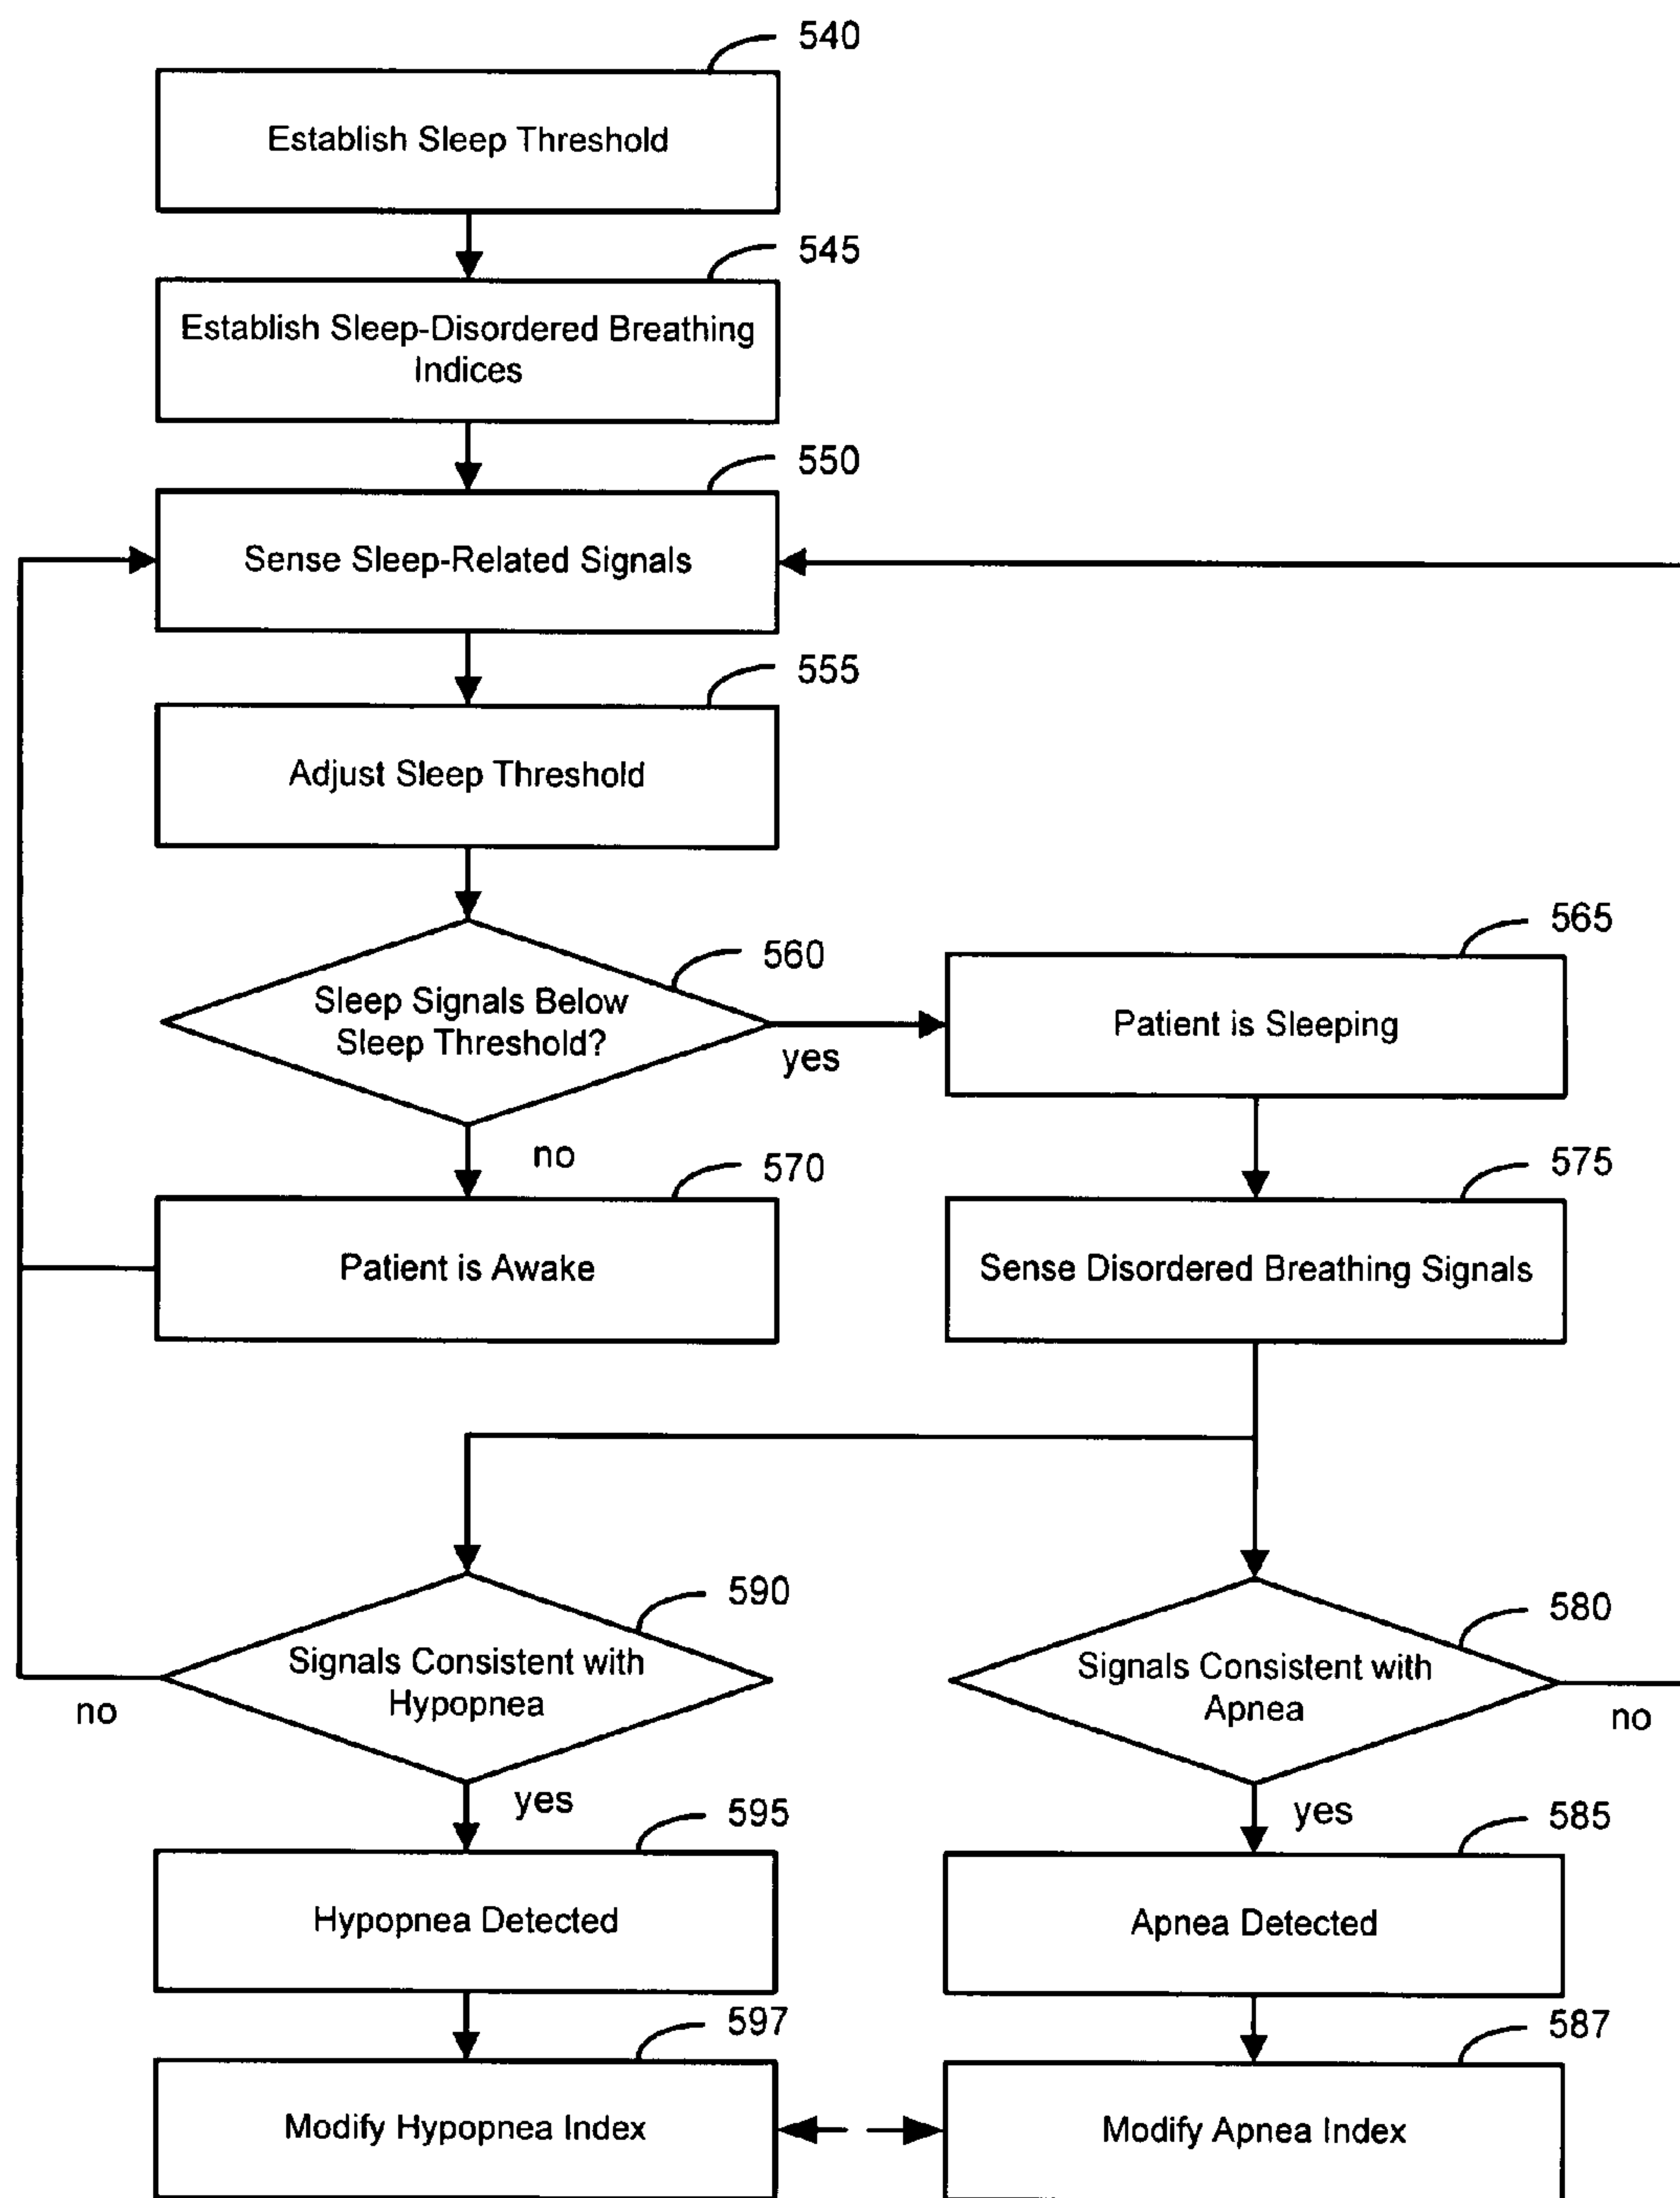 540
Establish Sleep Threshold
545
Establish Sleep-Disordered Breathing
Indices
550
Sense Sleep-Related Signals
555
Adjust Sleep Threshold
560
Sleep Signals Below
Sleep Threshold?
yes
no
565
Patient is Sleeping
570
Patient is Awake
575
Sense Disordered Breathing Signals
590
Signals Consistent with
Hypopnea
no
yes
580
Signals Consistent with
Apnea
no
yes
595
Hypopnea Detected
585
Apnea Detected
597
Modify Hypopnea Index
587
Modify Apnea Index